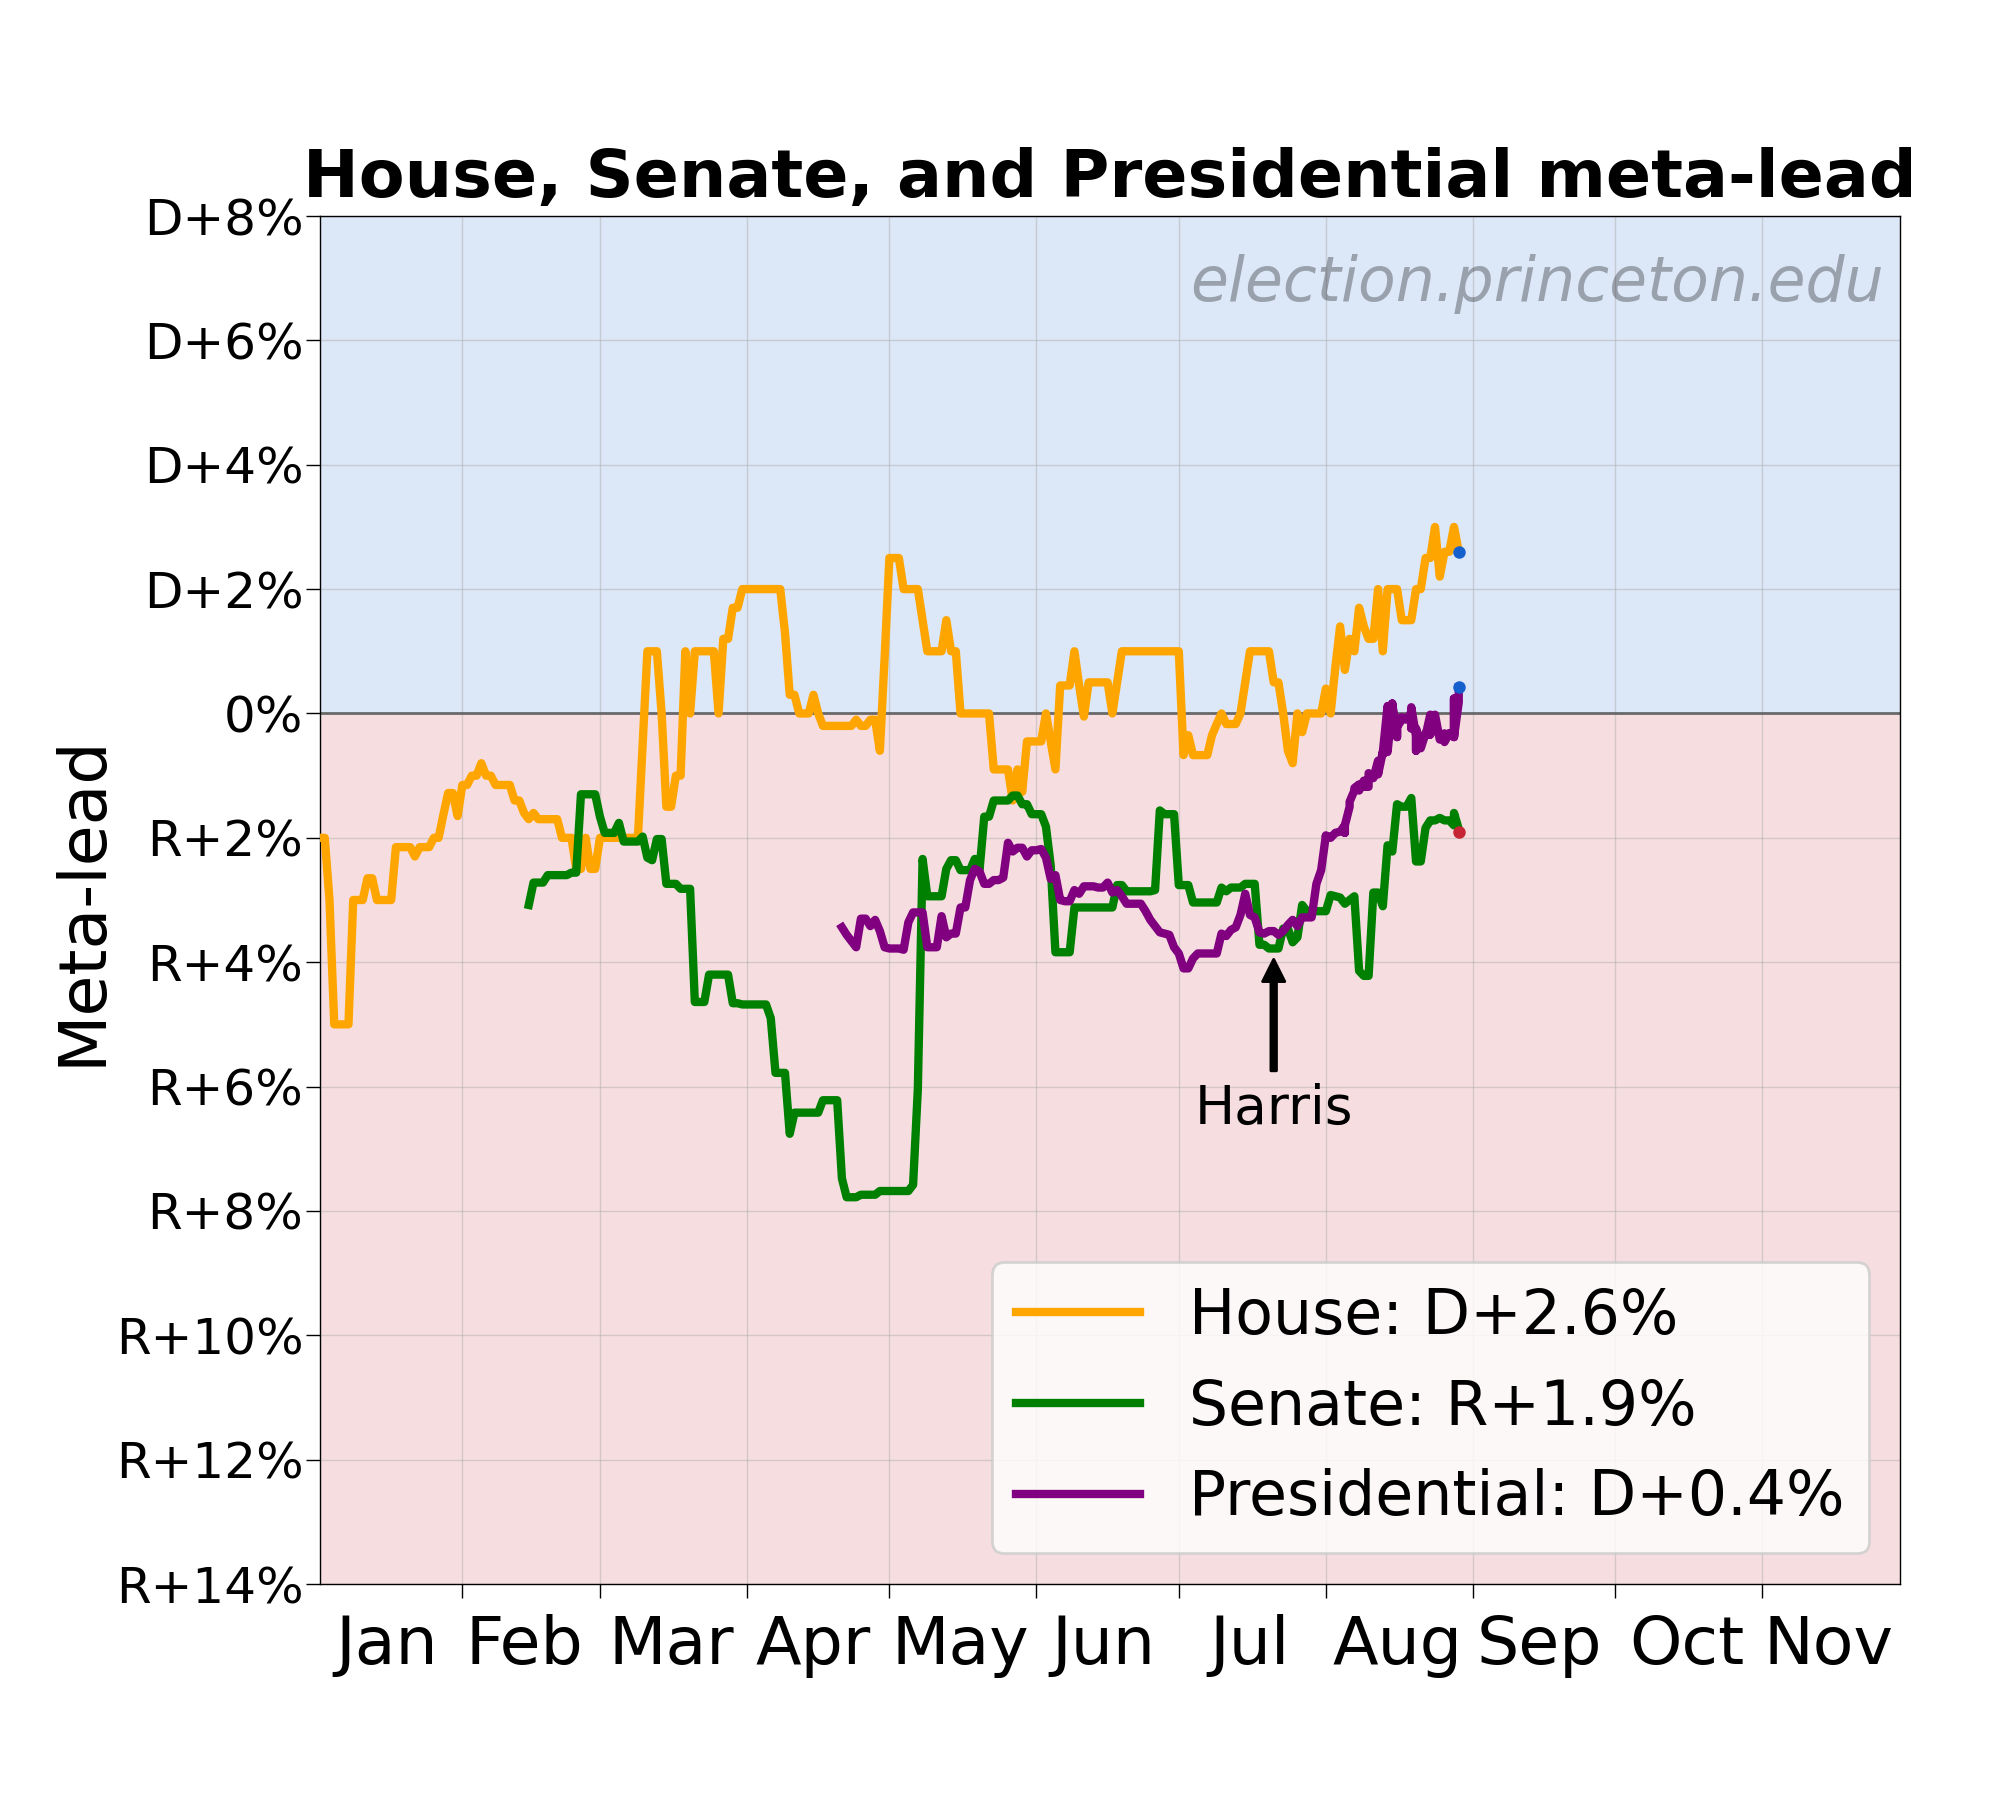 House, Senate, and Presidential meta-lead
election.princeton.edu
Meta-lead
D+8%
D+6%
D+4%
D+2%
0%
R+2%
R+4%
R+6%
R+8%
R+10%
R+12%
R+14%
Harris
House: D+2.6%
Senate: R+1.9%
Presidential: D+0.4%
Jan Feb Mar Apr May Jun Jul Aug Sep Oct Nov